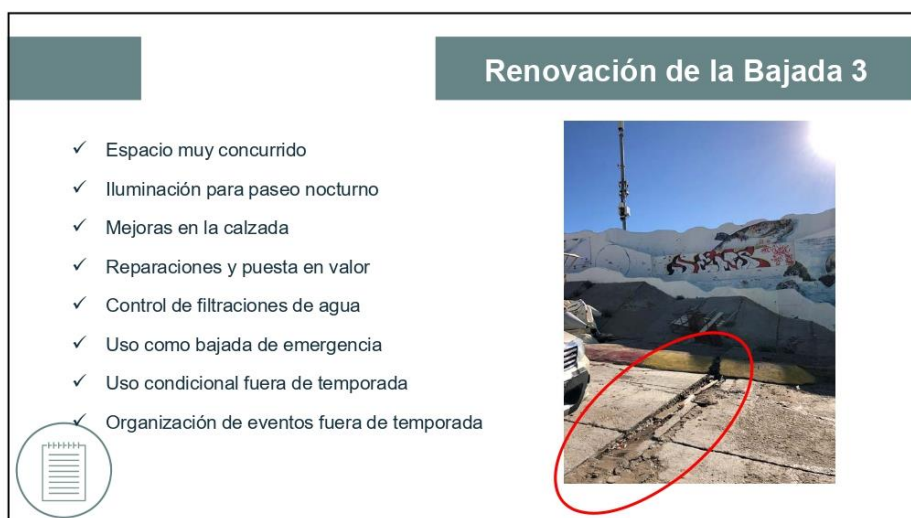 Renovación de la Bajada 3
✓ Espacio muy concurrido
✓ Iluminación para paseo nocturno
✓ Mejoras en la calzada
✓ Reparaciones y puesta en valor
✓ Control de filtraciones de agua
✓ Uso como bajada de emergencia
✓ Uso condicional fuera de temporada
✓ Organización de eventos fuera de temporada